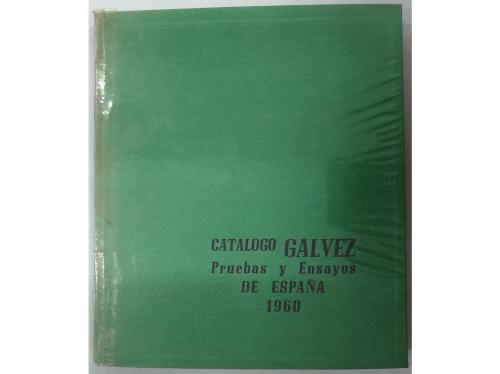 CATALOGO GALVEZ
Pruebas y Ensayos
DE ESPAÑA
1960